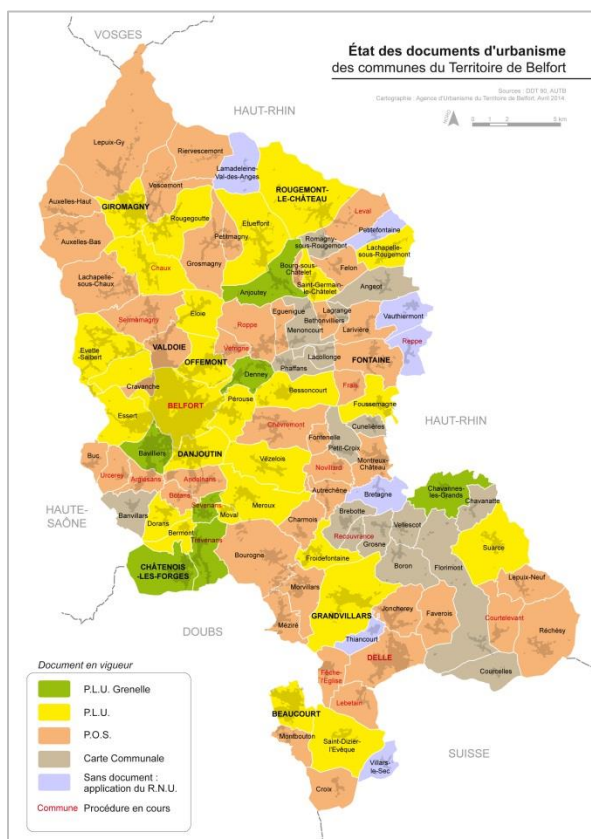 VOSGES
État des documents d'urbanisme
des communes du Territoire de Belfort
Sources : DDT 90, AUTB
Cartographie : Agence d'Urbanisme du Territoire de Belfort, Avril 2014
HAUT-RHIN
0 1 2 5 km
Lepuix-Gy
Riervescemont
Lamadeleine-
Val-des-Anges
ROUGEMONT-
LE-CHÂTEAU
Vescemont
Auxelles-Haut
GIROMAGNY
Rougegoutte
Etueffont
Leval
Petitefontaine
Auxelles-Bas
Petitmagny
Romagny-
sous-Rougemont
Lachapelle-
sous-Rougemont
Chaux
Grosmagny
Bourg-sous-
Châtelet
Felon
Lachapelle-
sous-Chaux
Anjoutey
Saint-Germain-
le-Châtelet
Angeot
Sermamagny
Eloie
Roppe
Eguenigue
Lagrange
Bethonvilliers
Menoncourt
Larivière
Vauthiermont
Reppe
VALDOIE
Vétrigne
Evette
-Salbert
OFFEMONT
Lacollonge
FONTAINE
Phaffans
Denney
Cravanche
Bessoncourt
Frais
BELFORT
Pérouse
Foussemagne
Essert
Chèvremont
Cunelières
HAUT-RHIN
Fontenelle
Petit-Croix
Bavilliers
DANJOUTIN
Buc
Vézelois
Montreux-
Château
Novillard
Urcerey
Argiésans
Andelnans
Chavannes-
les-Grands
Autrechêne
Bretagne
Botans
Meroux
Chavanatte
HAUTE-
SAÔNE
Banvillars
Sevenans
Moval
Brebotte
Vellescot
Dorans
Charmois
Recouvrance
Suarce
Bermont
Trévenans
Grosne
Froidefontaine
Bourogne
Boron
Florimont
CHÂTENOIS
-LES-FORGES
Lepuix-Neuf
Morvillars
GRANDVILLARS
Joncherey
Faverois
Courtelevant
Méziré
Réchésy
DOUBS
Thiancourt
DELLE
Courcelles
Fêche-
l'Eglise
Lebetain
BEAUCOURT
Montbouton
Saint-Dizier-
l'Evêque
SUISSE
Villars-
le-Sec
Croix
Document en vigueur
P.L.U. Grenelle
P.L.U.
P.O.S.
Carte Communale
Sans document :
application du R.N.U.
Commune Procédure en cours